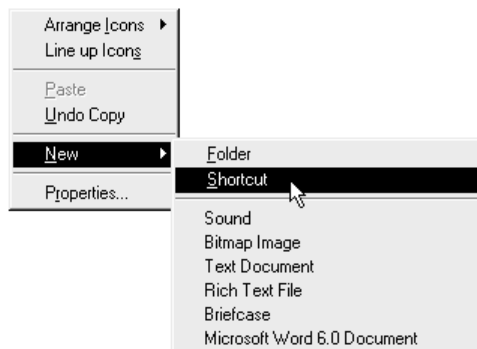 Arrange Icons
Line up Icons
Paste
Undo Copy
New
Properties...
Folder
Shortcut
Sound
Bitmap Image
Text Document
Rich Text File
Briefcase
Microsoft Word 6.0 Document